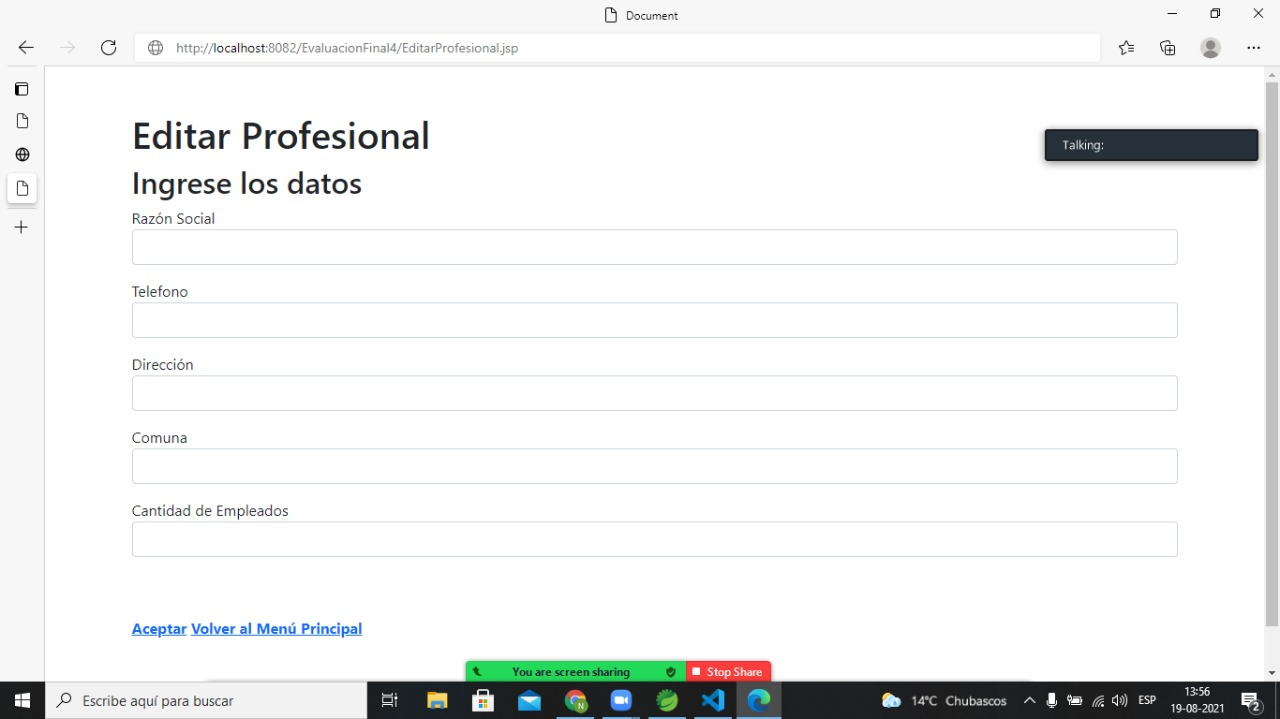 Document
http://localhost:8082/EvaluacionFinal4/EditarProfesional.jsp
Editar Profesional
Talking:
Ingrese los datos
Razón Social
Telefono
Dirección
Comuna
Cantidad de Empleados
Aceptar Volver al Menú Principal
You are screen sharing Stop Share
Escribe aquí para buscar
N
14°C Chubascos
ESP
13:56
19-08-2021
2